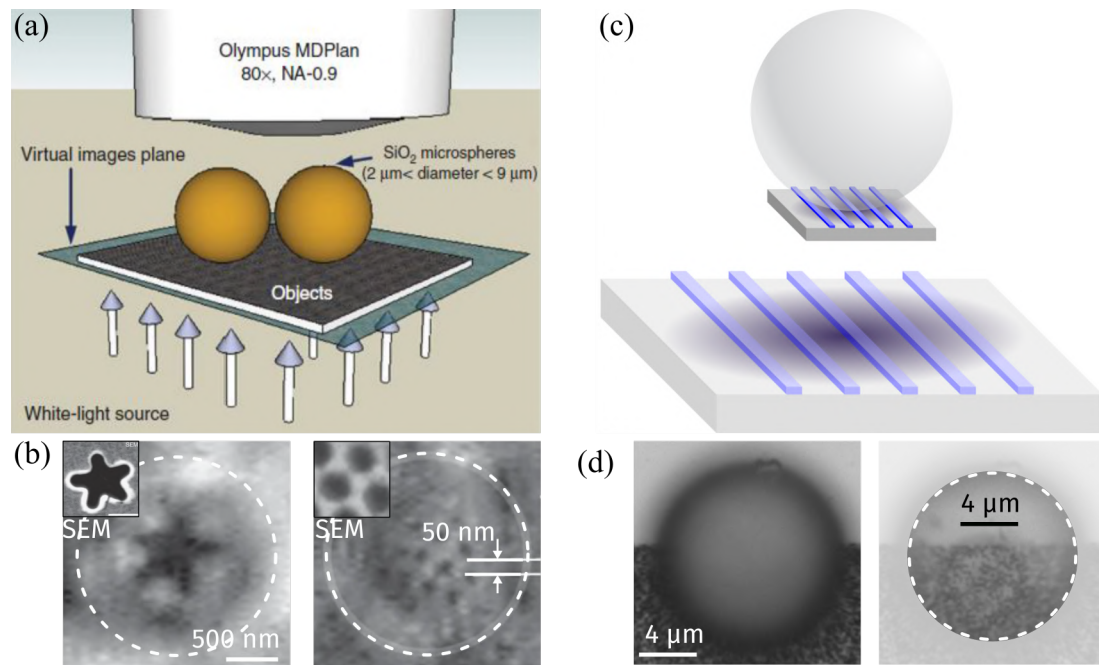 (a)
Olympus MDPlan
80×, NA-0.9
Virtual images plane
SiO₂ microspheres
(2 μm< diameter < 9 μm)
Objects
White-light source
(b)
SEM
500 nm
SEM
50 nm
(c)
(d)
4 μm
4 μm